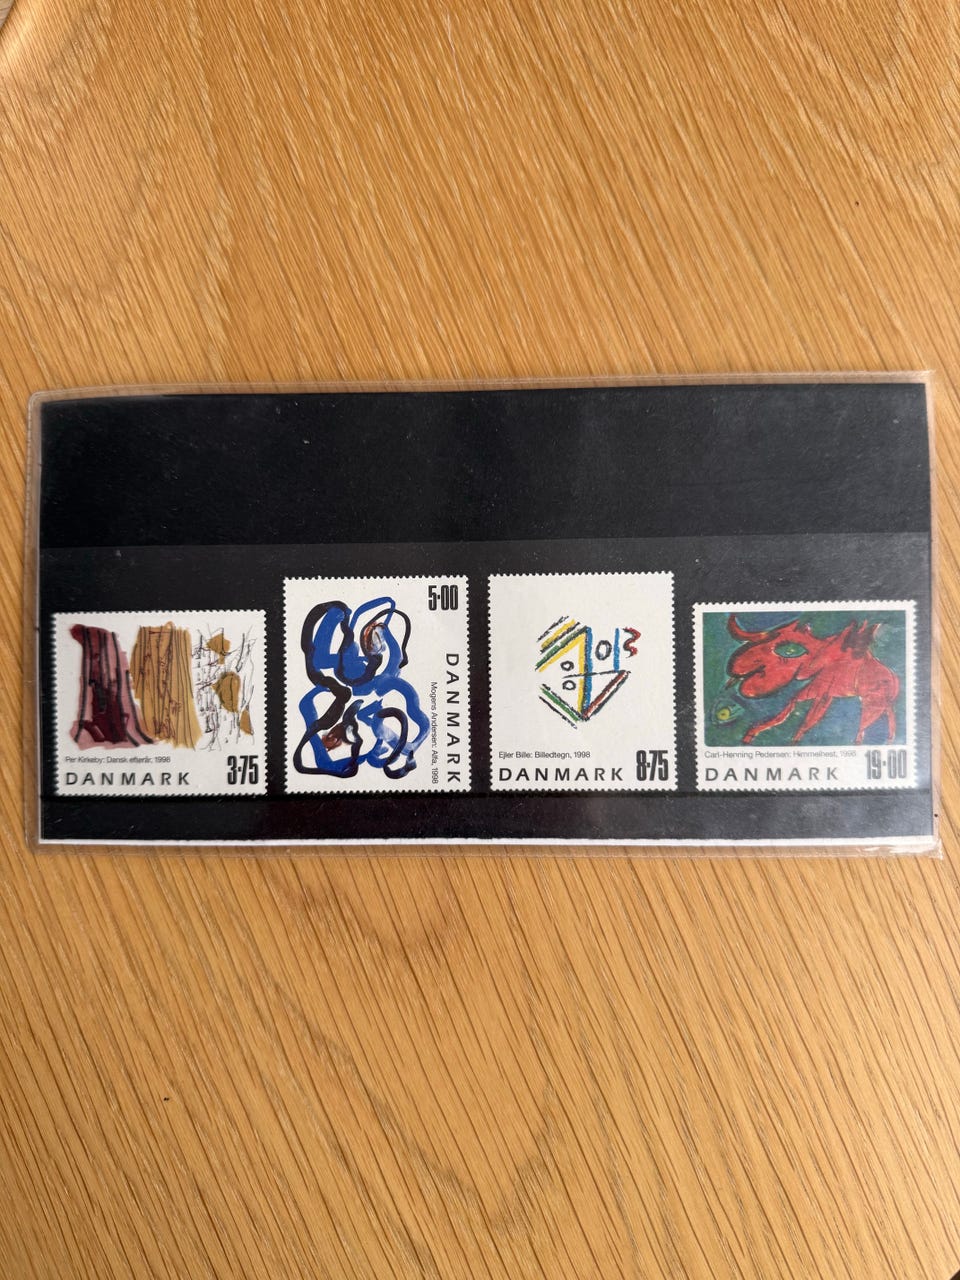 Per Kirkeby: Dansk efterår, 1998
DANMARK 3·75
5·00
DANMARK
Mogens Andersen: Alfa, 1998
Ejler Bille: Billedtegn, 1998
DANMARK 8·75
Carl-Henning Pedersen: Himmelhest, 1998
DANMARK 19·00